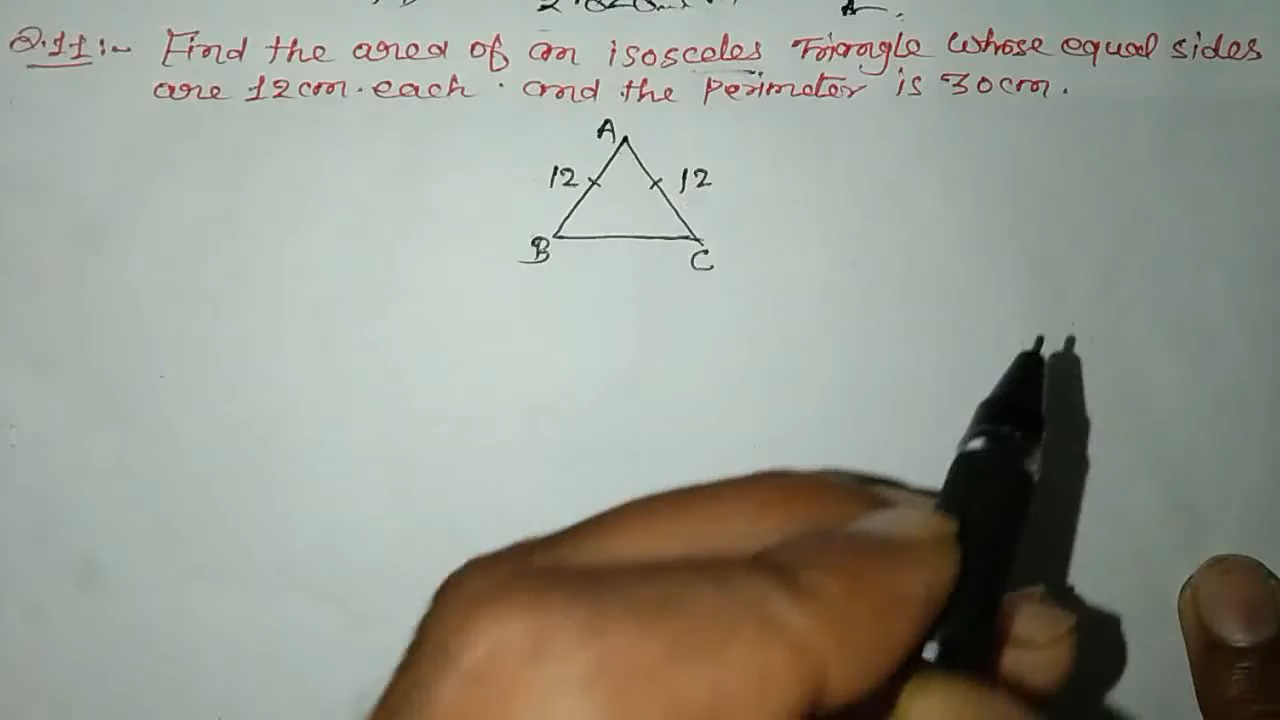 Q.11:- Find the area of an isosceles Triangle whose equal sides
are 12cm. each. and the perimeter is 30cm.
A
12 12
B C